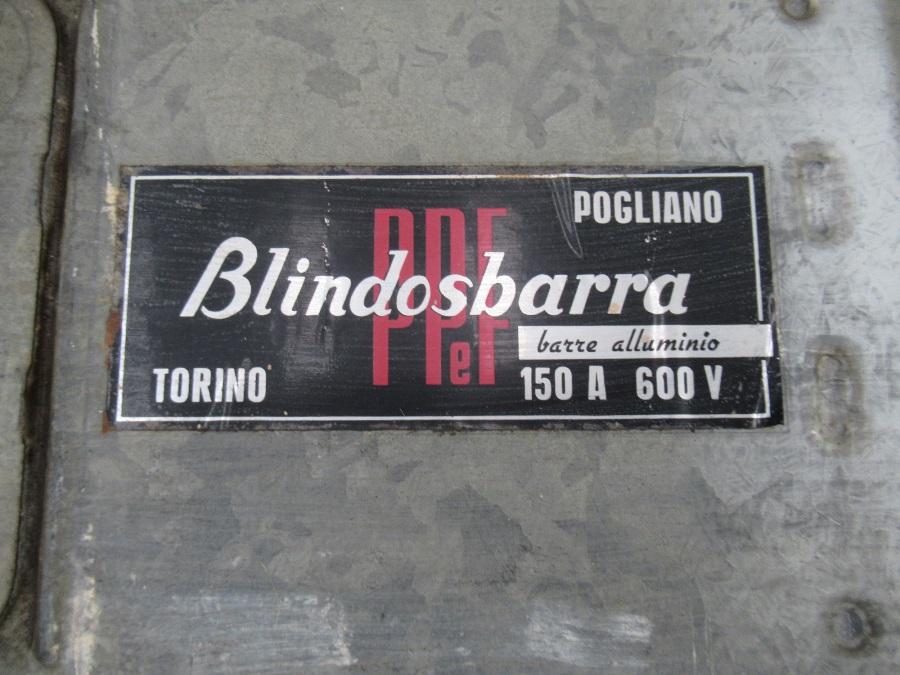 POGLIANO
PPeF
Blindosbarra
barre alluminio
TORINO
150 A 600 V